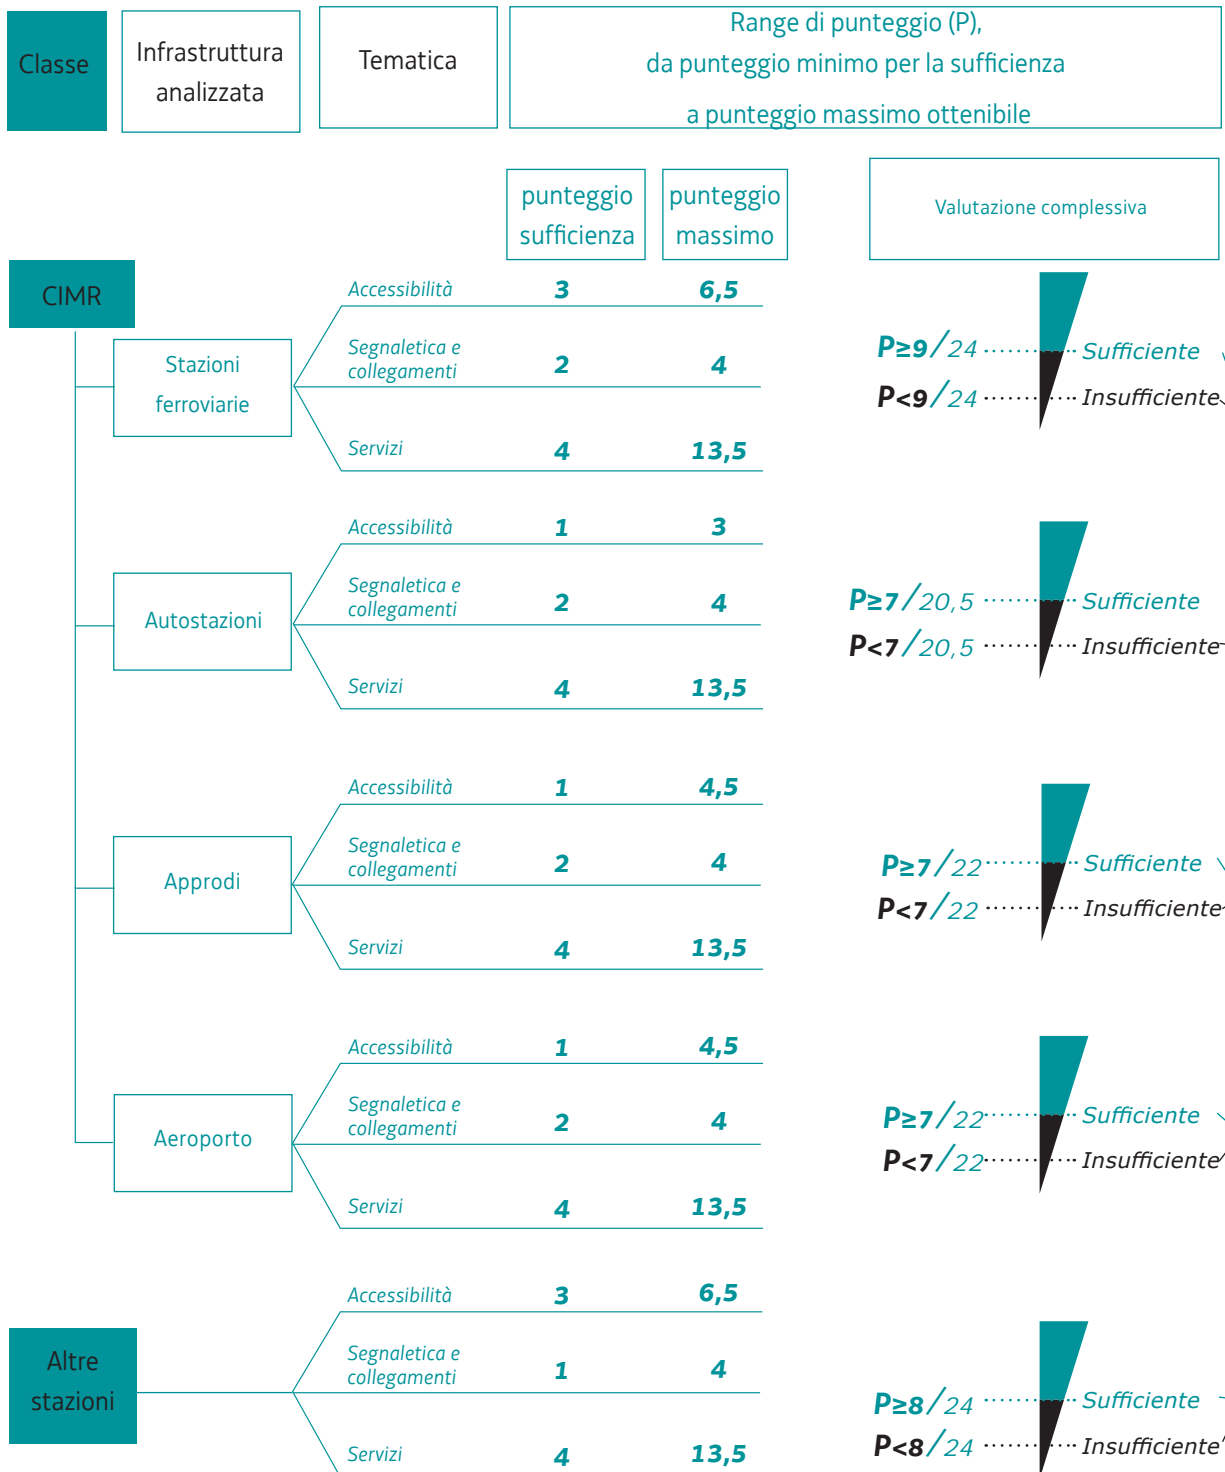 Classe
Infrastruttura
analizzata
Tematica
Range di punteggio (P),
da punteggio minimo per la sufficienza
a punteggio massimo ottenibile
punteggio
sufficienza
punteggio
massimo
Valutazione complessiva
CIMR
Stazioni
ferroviarie
Accessibilità 3 6,5
Segnaletica e
collegamenti 2 4
Servizi 4 13,5
P≥9/24 Sufficiente
P<9/24 Insufficiente
Autostazioni
Accessibilità 1 3
Segnaletica e
collegamenti 2 4
Servizi 4 13,5
P≥7/20,5 Sufficiente
P<7/20,5 Insufficiente
Approdi
Accessibilità 1 4,5
Segnaletica e
collegamenti 2 4
Servizi 4 13,5
P≥7/22 Sufficiente
P<7/22 Insufficiente
Aeroporto
Accessibilità 1 4,5
Segnaletica e
collegamenti 2 4
Servizi 4 13,5
P≥7/22 Sufficiente
P<7/22 Insufficiente
Altre
stazioni
Accessibilità 3 6,5
Segnaletica e
collegamenti 1 4
Servizi 4 13,5
P≥8/24 Sufficiente
P<8/24 Insufficiente